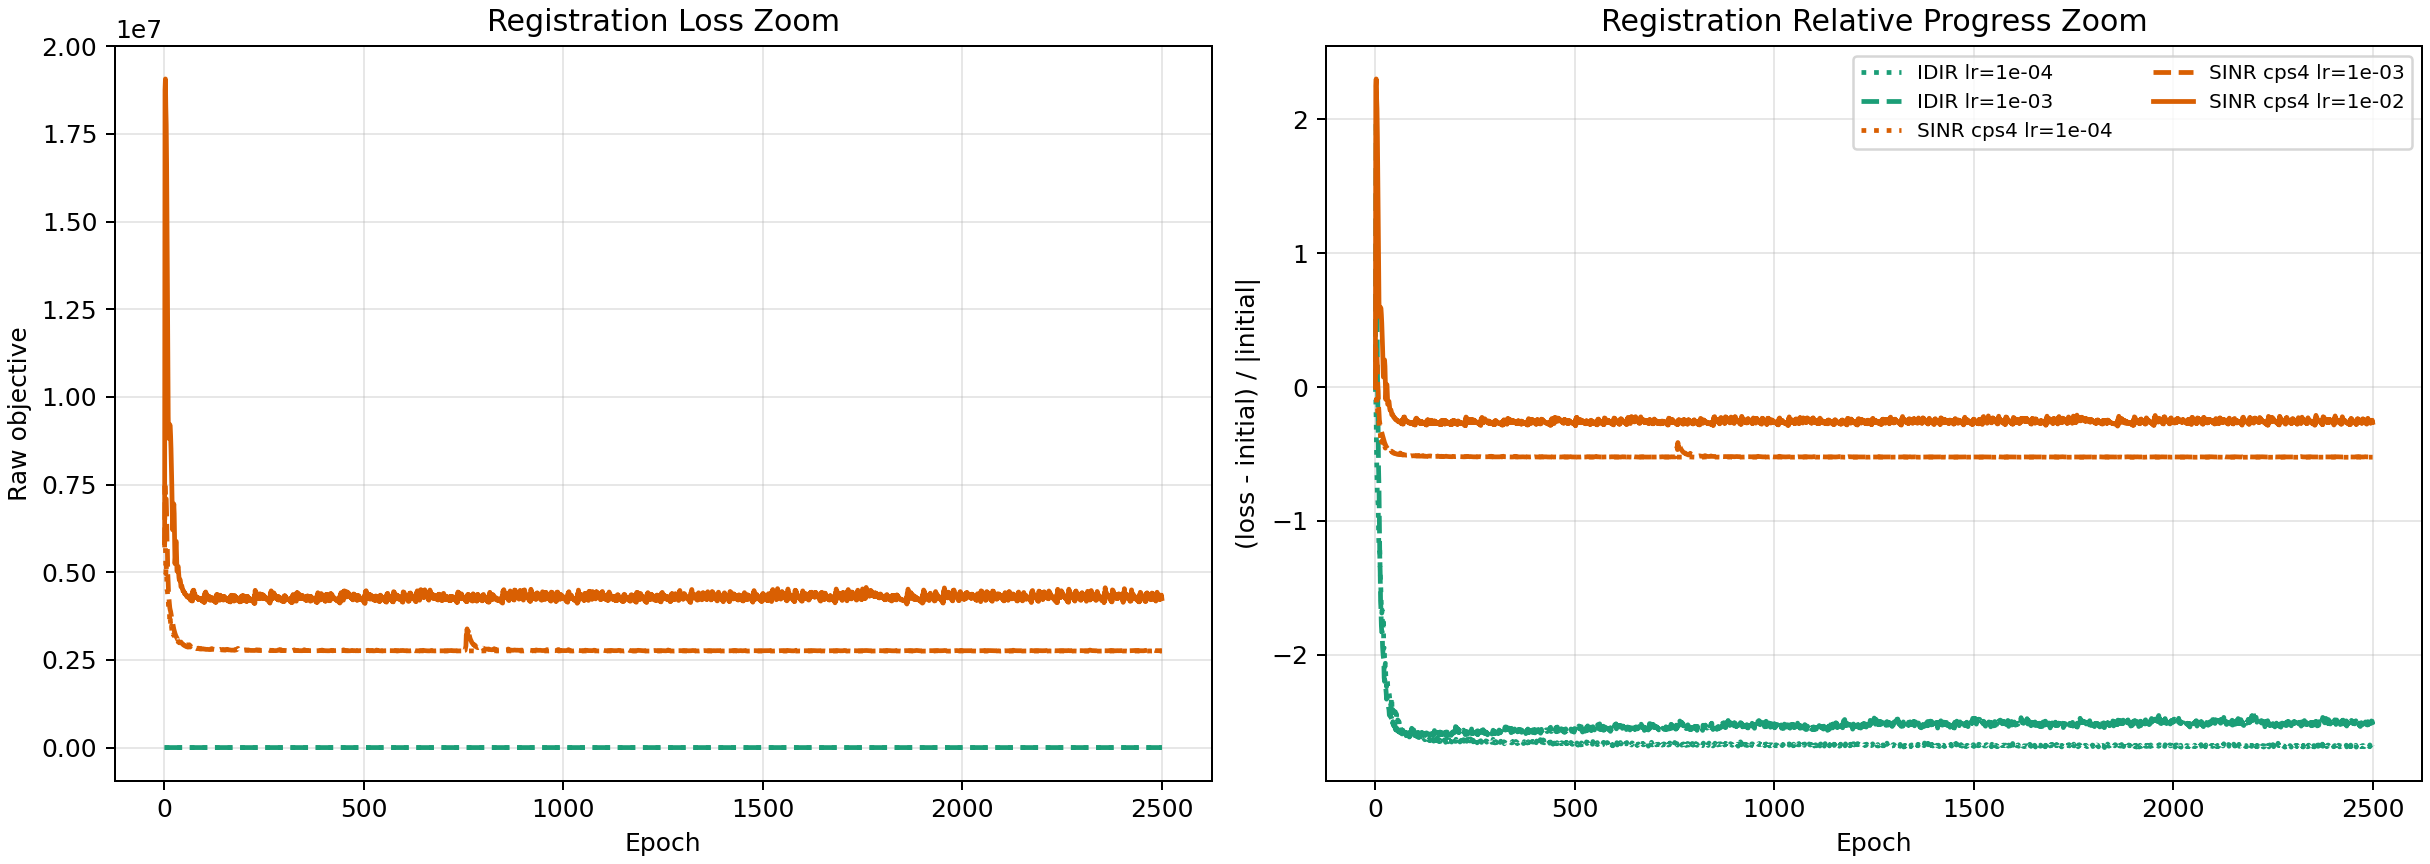 Registration Loss Zoom
1e7
2.00
1.75
1.50
1.25
1.00
0.75
0.50
0.25
0.00
Raw objective
0 500 1000 1500 2000 2500
Epoch
Registration Relative Progress Zoom
2
1
0
−1
−2
(loss - initial) / |initial|
IDIR lr=1e-04
IDIR lr=1e-03
SINR cps4 lr=1e-04
SINR cps4 lr=1e-03
SINR cps4 lr=1e-02
0 500 1000 1500 2000 2500
Epoch